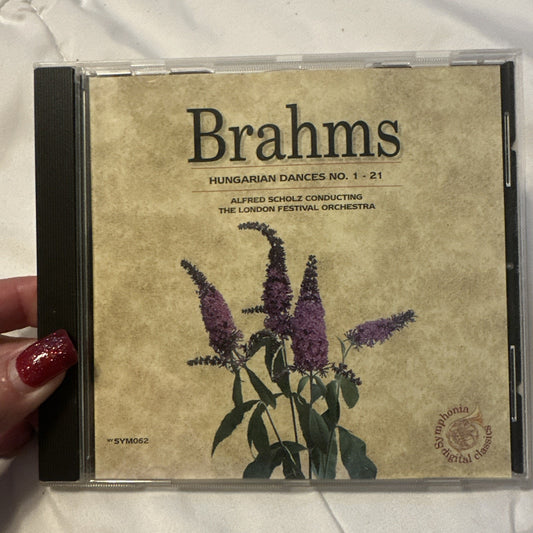 Brahms
HUNGARIAN DANCES NO. 1 - 21
ALFRED SCHOLZ CONDUCTING
THE LONDON FESTIVAL ORCHESTRA
SYM062
Symphonia
digital classics